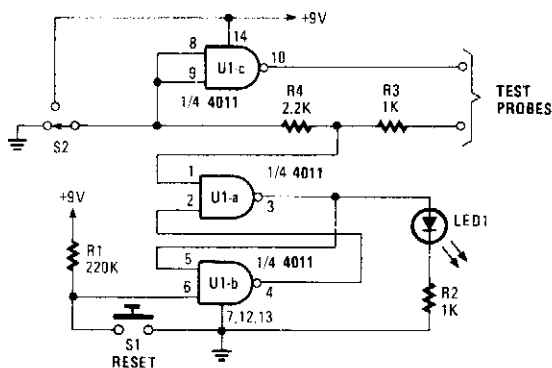 +9V
14
8
U1-c
10
9
1/4 4011
R4
2.2K
R3
1K
TEST
PROBES
S2
1/4 4011
+9V
1
U1-a
2
3
LED1
R1
220K
5
1/4 4011
U1-b
4
6
R2
1K
7,12,13
S1
RESET